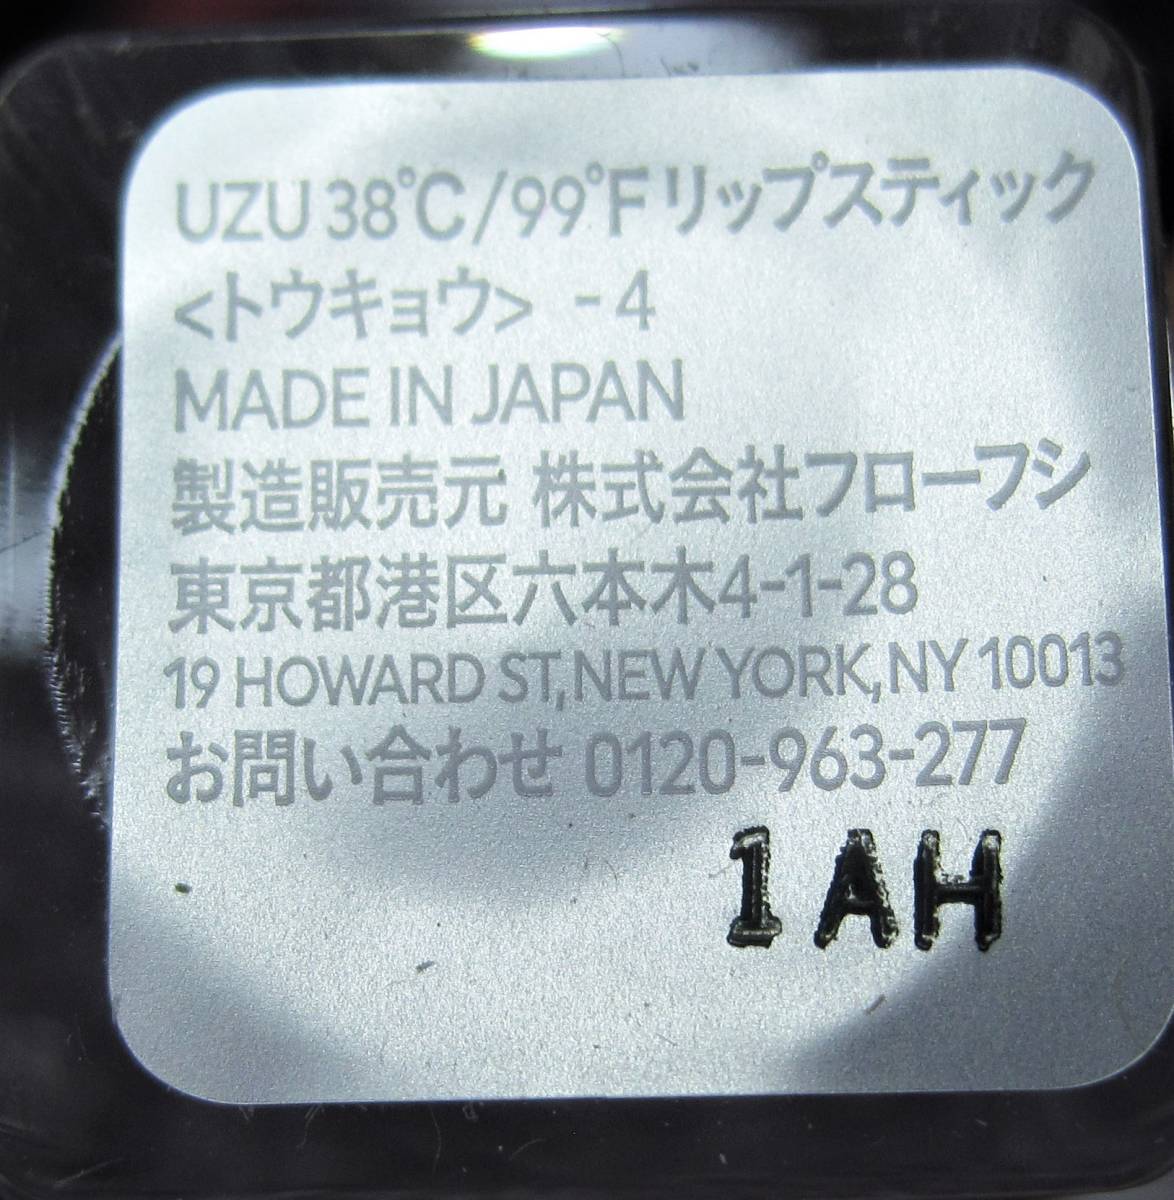 UZU 38℃/99°Fリップスティック
<トウキョウ> -4
MADE IN JAPAN
製造販売元 株式会社フローフシ
東京都港区六本木4-1-28
19 HOWARD ST,NEW YORK,NY 10013
お問い合わせ 0120-963-277
1AH